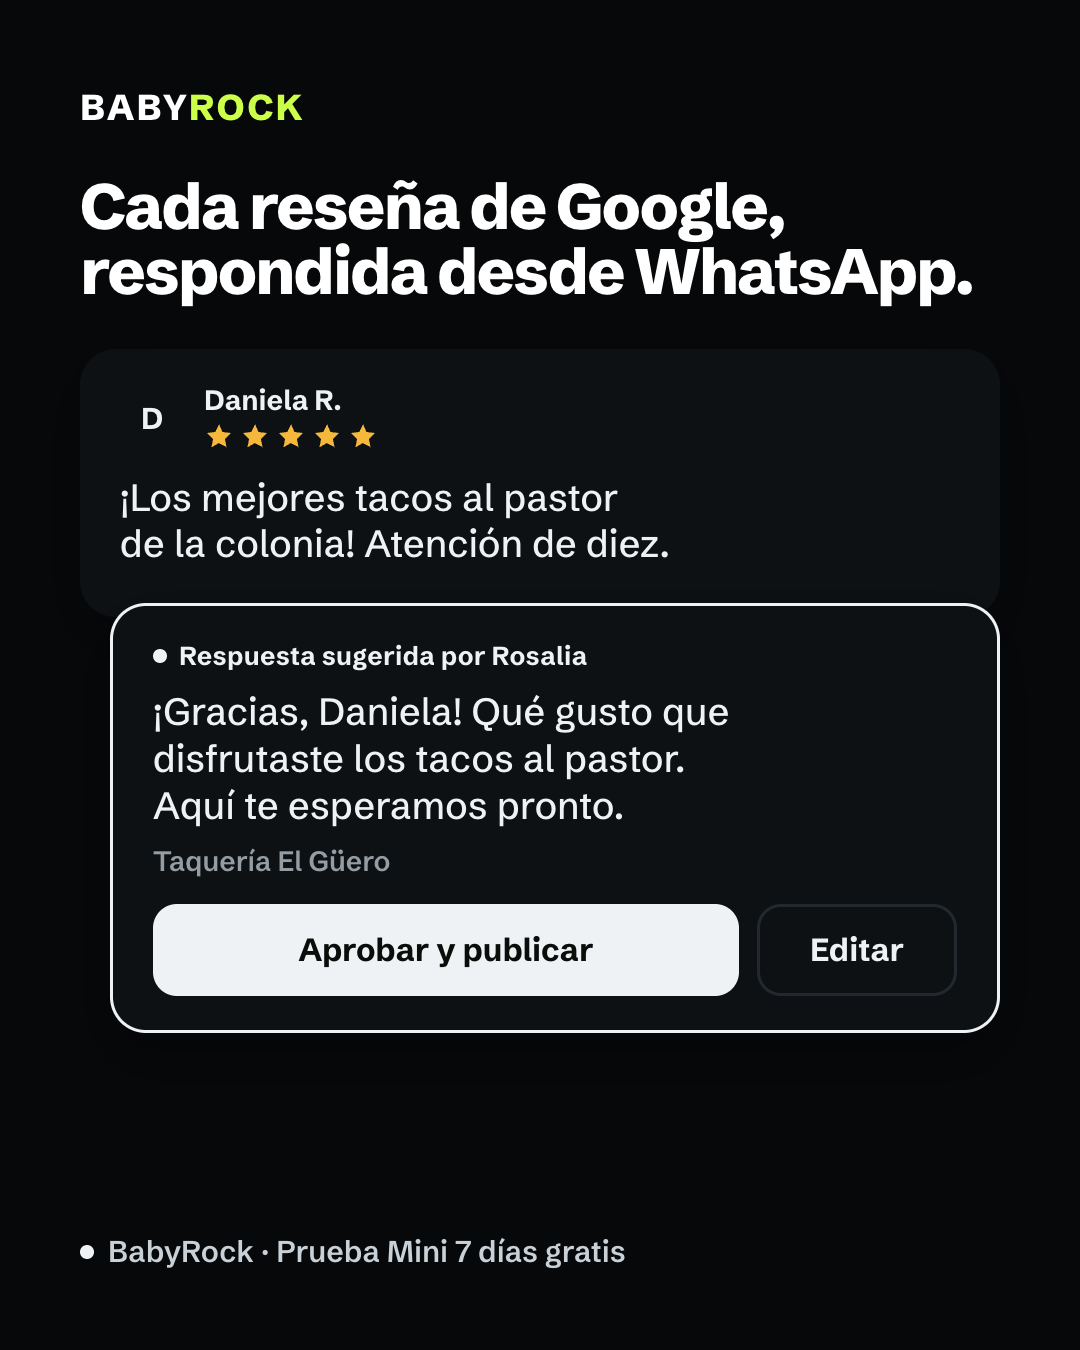 BABYROCK
Cada reseña de Google,
respondida desde WhatsApp.
D
Daniela R.
¡Los mejores tacos al pastor
de la colonia! Atención de diez.
Respuesta sugerida por Rosalia
¡Gracias, Daniela! Qué gusto que
disfrutaste los tacos al pastor.
Aquí te esperamos pronto.
Taquería El Güero
Aprobar y publicar
Editar
BabyRock · Prueba Mini 7 días gratis